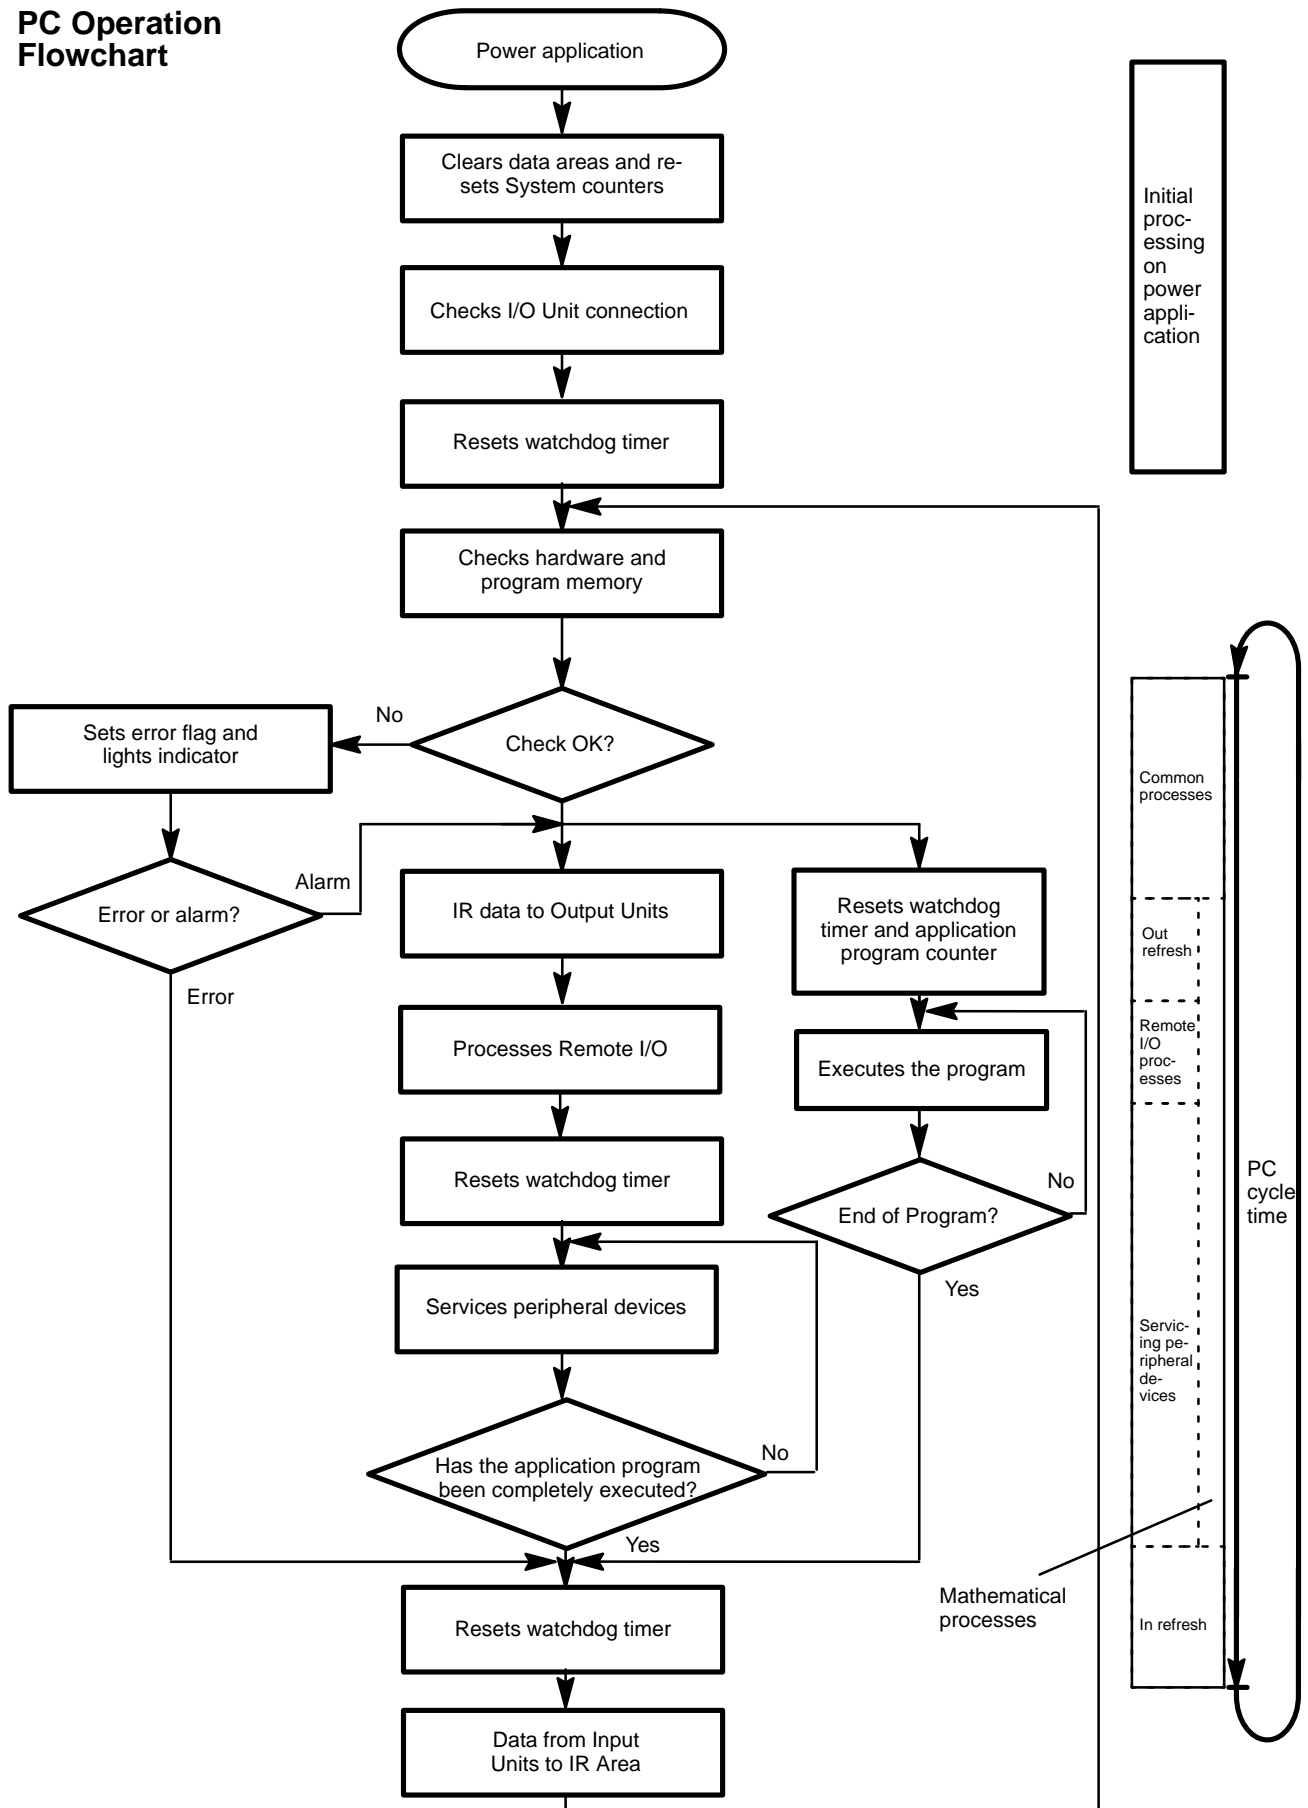 PC Operation
Flowchart
Power application
Clears data areas and re-
sets System counters
Checks I/O Unit connection
Resets watchdog timer
Initial
proc-
essing
on
power
appli-
cation
Checks hardware and
program memory
Check OK?
No
Sets error flag and
lights indicator
Error or alarm?
Alarm
Error
IR data to Output Units
Processes Remote I/O
Resets watchdog timer
Services peripheral devices
Has the application program
been completely executed?
No
Yes
Resets watchdog
timer and application
program counter
Executes the program
End of Program?
No
Yes
Resets watchdog timer
Data from Input
Units to IR Area
Common
processes
Out
refresh
Remote
I/O
proc-
esses
Servic-
ing pe-
ripheral
de-
vices
In refresh
Mathematical
processes
PC
cycle
time